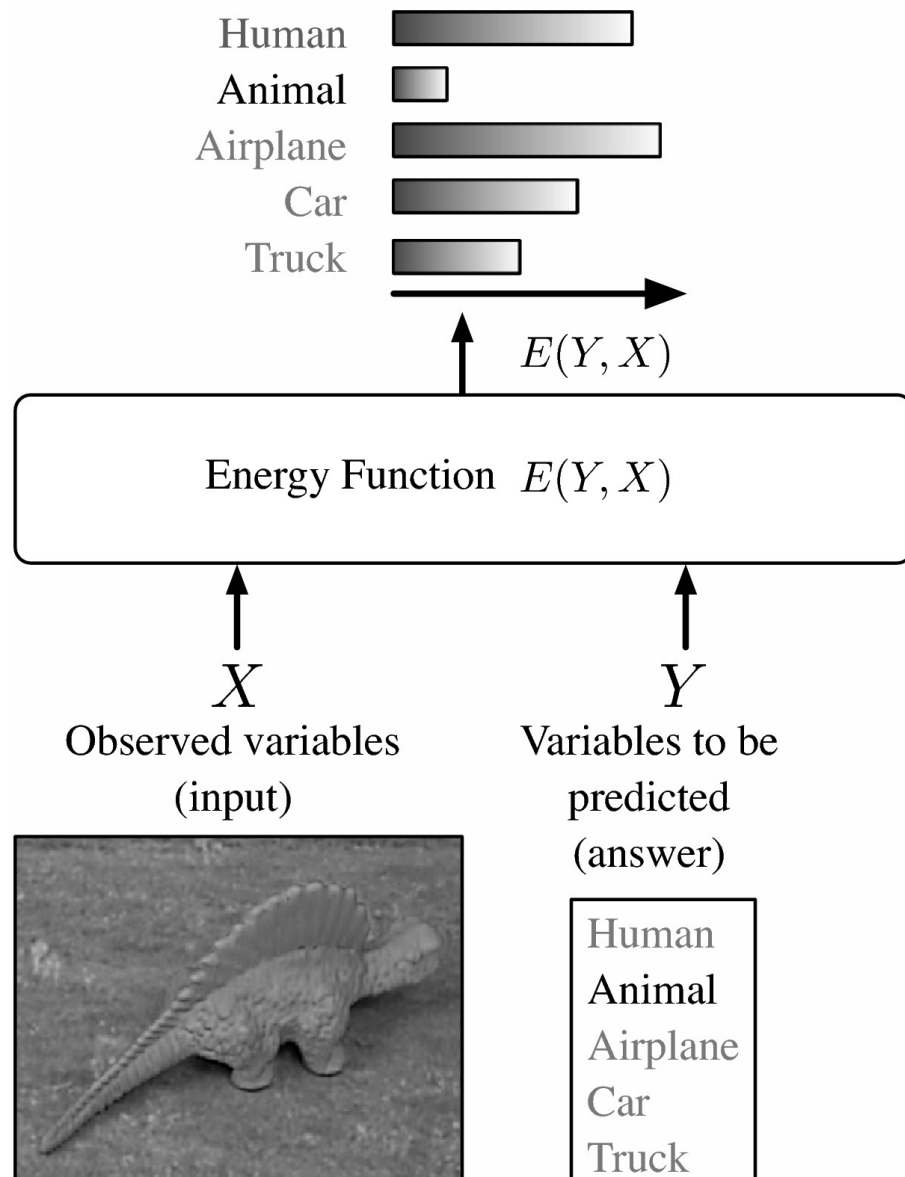 Human
Animal
Airplane
Car
Truck
E(Y, X)
Energy Function E(Y, X)
X
Observed variables
(input)
Y
Variables to be
predicted
(answer)
Human
Animal
Airplane
Car
Truck